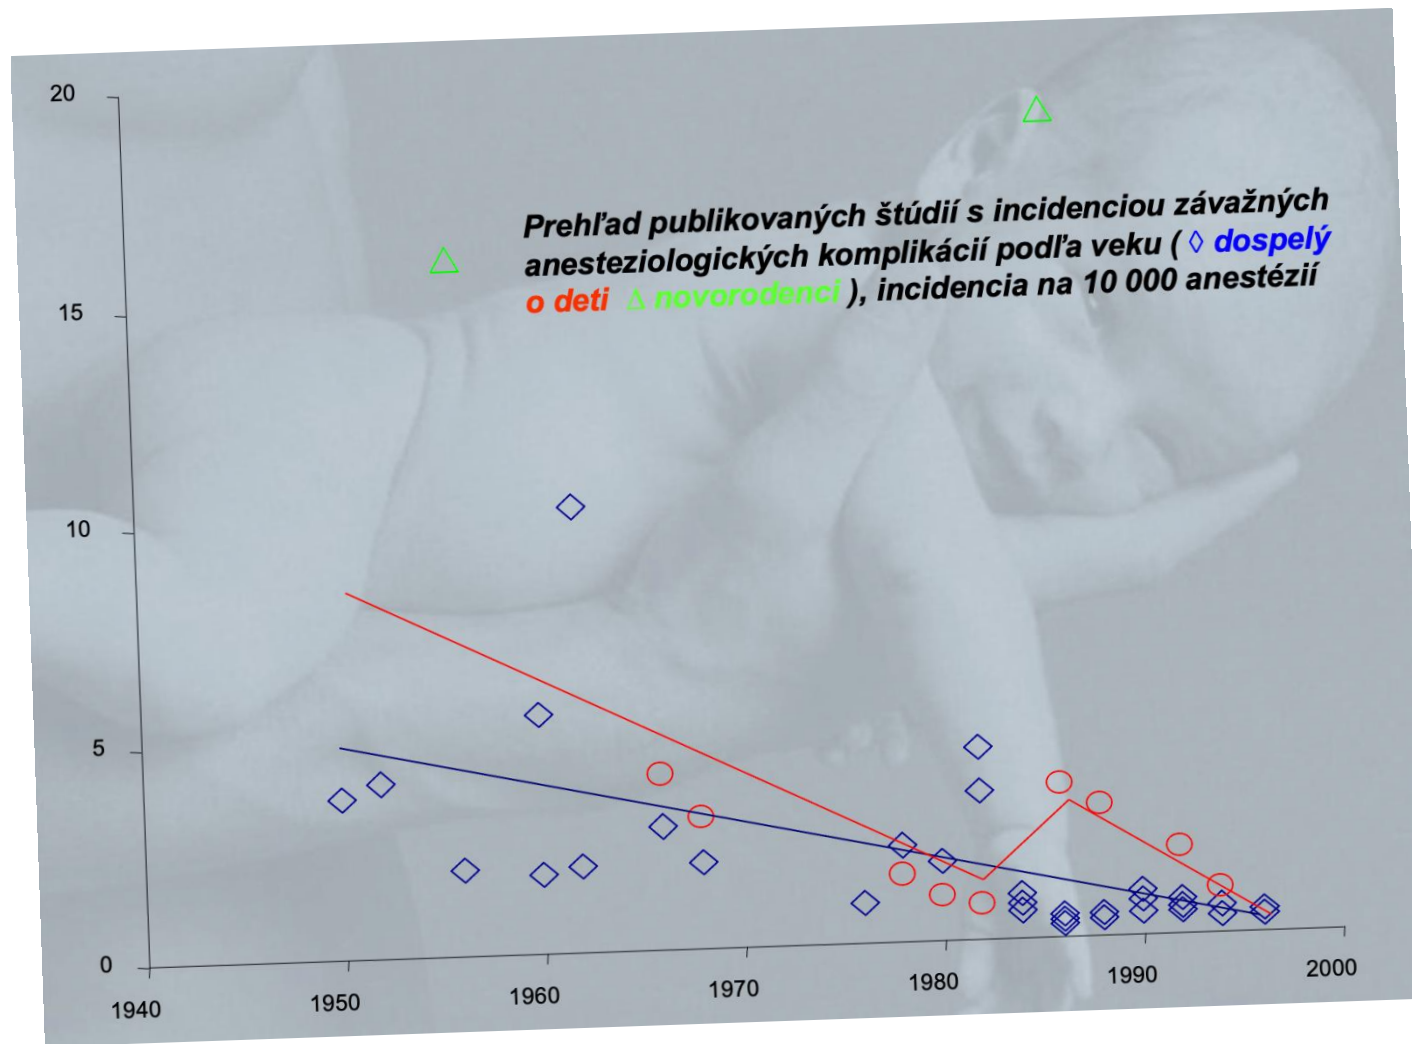 20
Prehľad publikovaných štúdií s incidenciou závažných
anesteziologických komplikácií podľa veku ( ◊ dospelý
o deti Δ novorodenci ), incidencia na 10 000 anestézií
15
10
5
0
1940 1950 1960 1970 1980 1990 2000